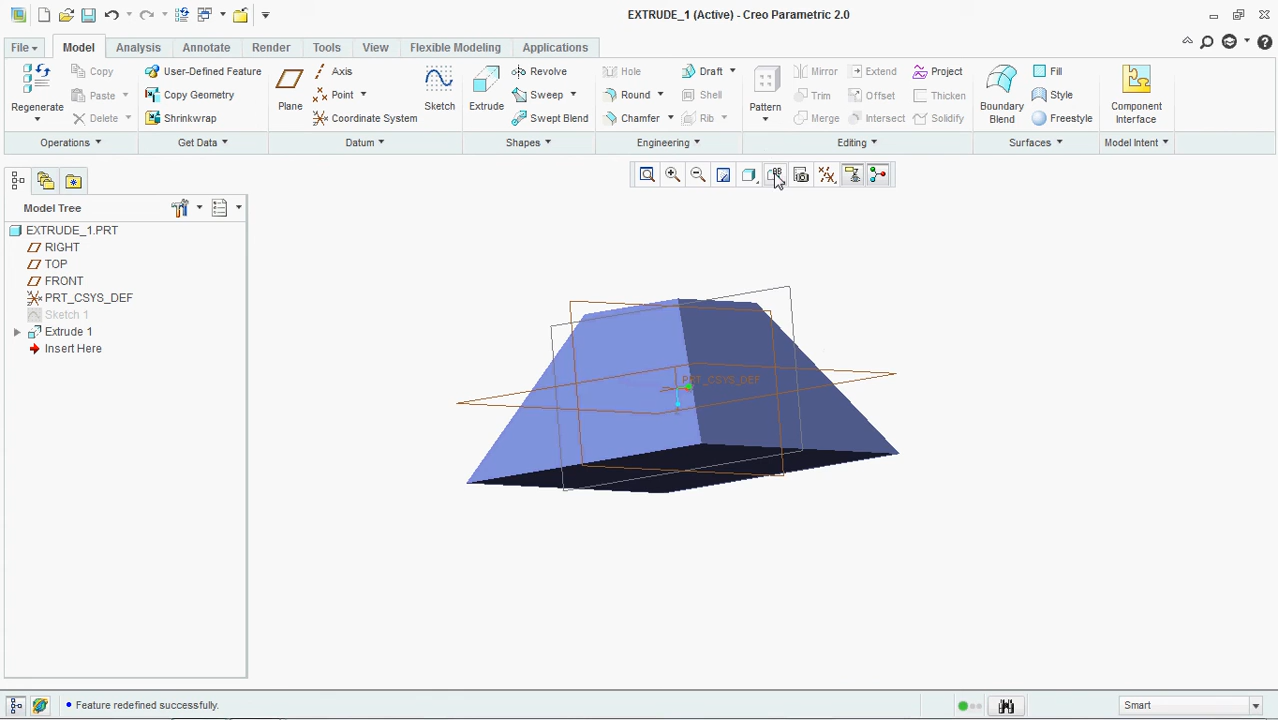 EXTRUDE_1 (Active) - Creo Parametric 2.0
File Model Analysis Annotate Render Tools View Flexible Modeling Applications
Regenerate
Copy
Paste
Delete
Operations
User-Defined Feature
Copy Geometry
Shrinkwrap
Get Data
Plane
Axis
Point
Coordinate System
Sketch
Datum
Extrude
Revolve
Sweep
Swept Blend
Shapes
Hole
Round
Chamfer
Draft
Shell
Rib
Engineering
Pattern
Mirror
Trim
Merge
Extend
Offset
Intersect
Project
Thicken
Solidify
Editing
Boundary
Blend
Fill
Style
Freestyle
Surfaces
Component
Interface
Model Intent
Model Tree
EXTRUDE_1.PRT
RIGHT
TOP
FRONT
PRT_CSYS_DEF
Sketch 1
Extrude 1
Insert Here
PRT_CSYS_DEF
Feature redefined successfully.
Smart